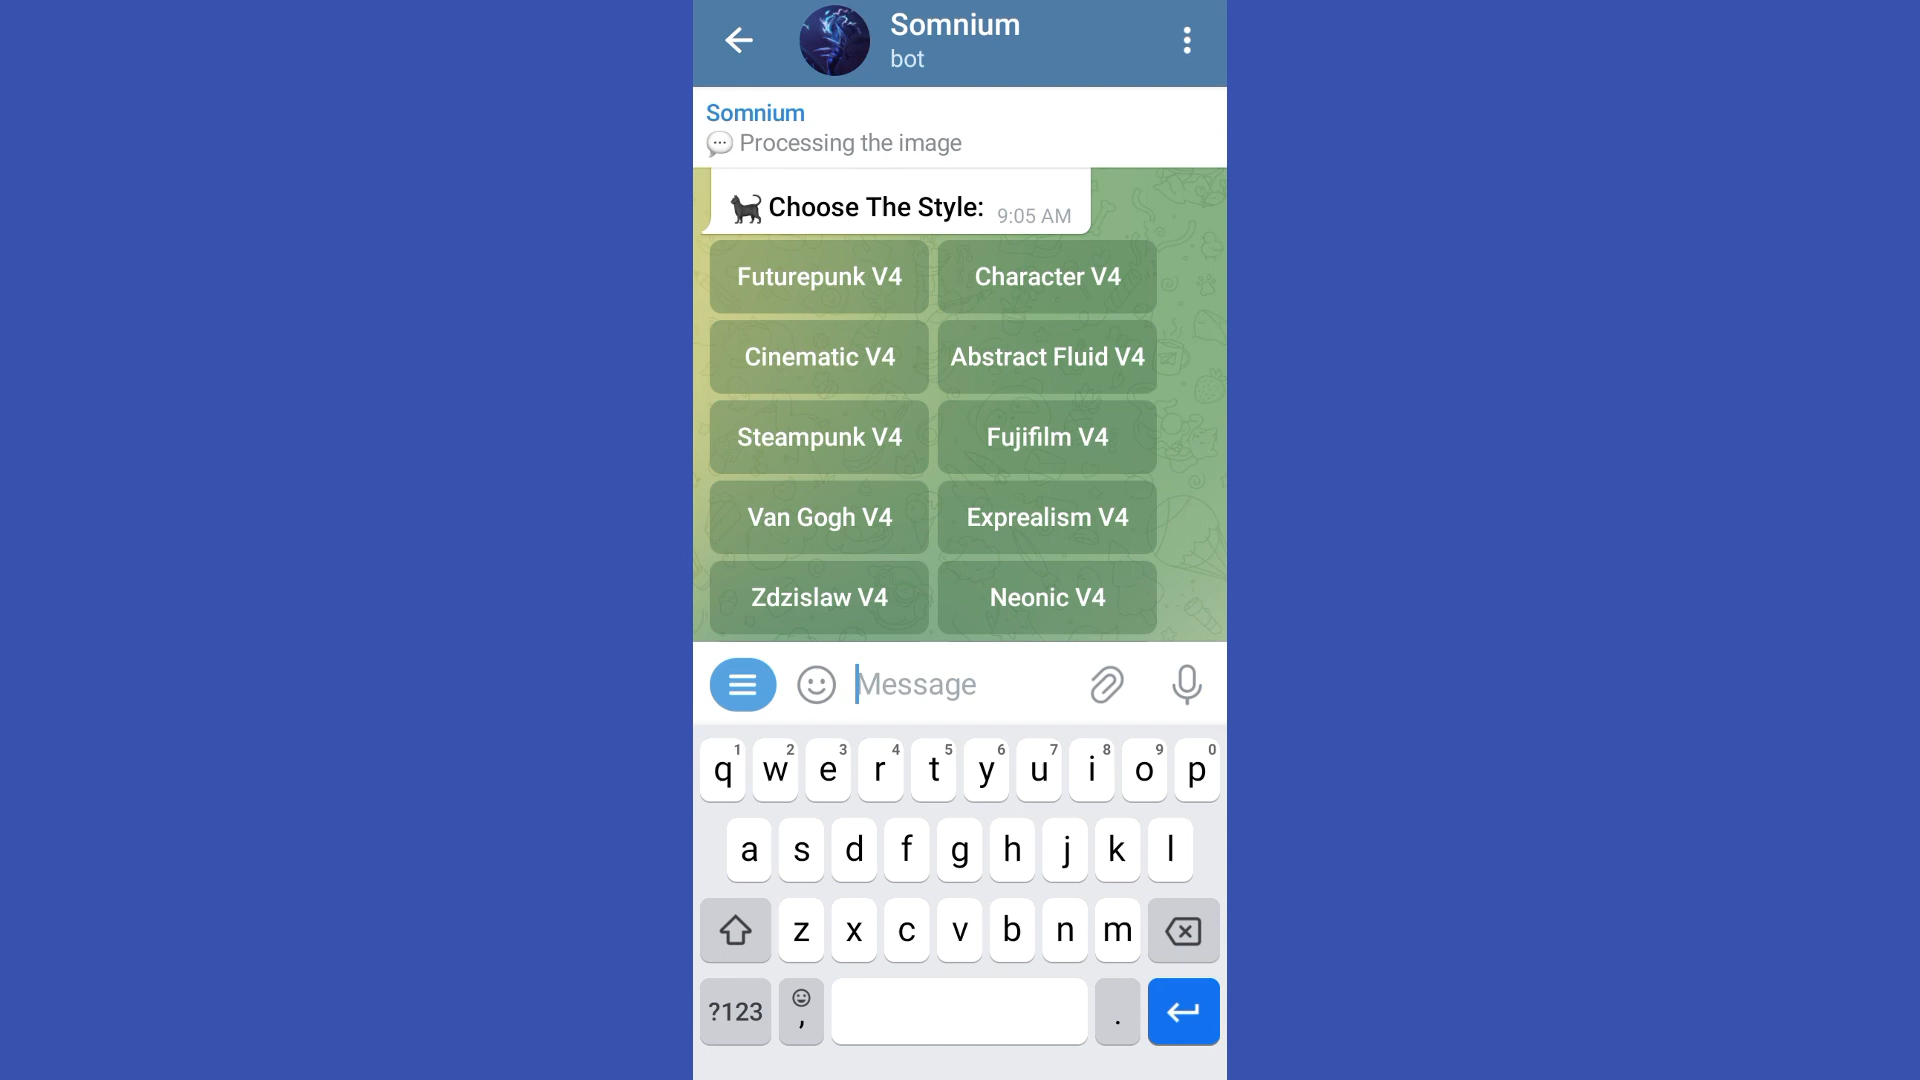 Somnium
bot
Somnium
Processing the image
Choose The Style: 9:05 AM
Futurepunk V4 Character V4
Cinematic V4 Abstract Fluid V4
Steampunk V4 Fujifilm V4
Van Gogh V4 Exprealism V4
Zdzislaw V4 Neonic V4
Message
1 2 3 4 5 6 7 8 9 0
q w e r t y u i o p
a s d f g h j k l
z x c v b n m
?123 , .